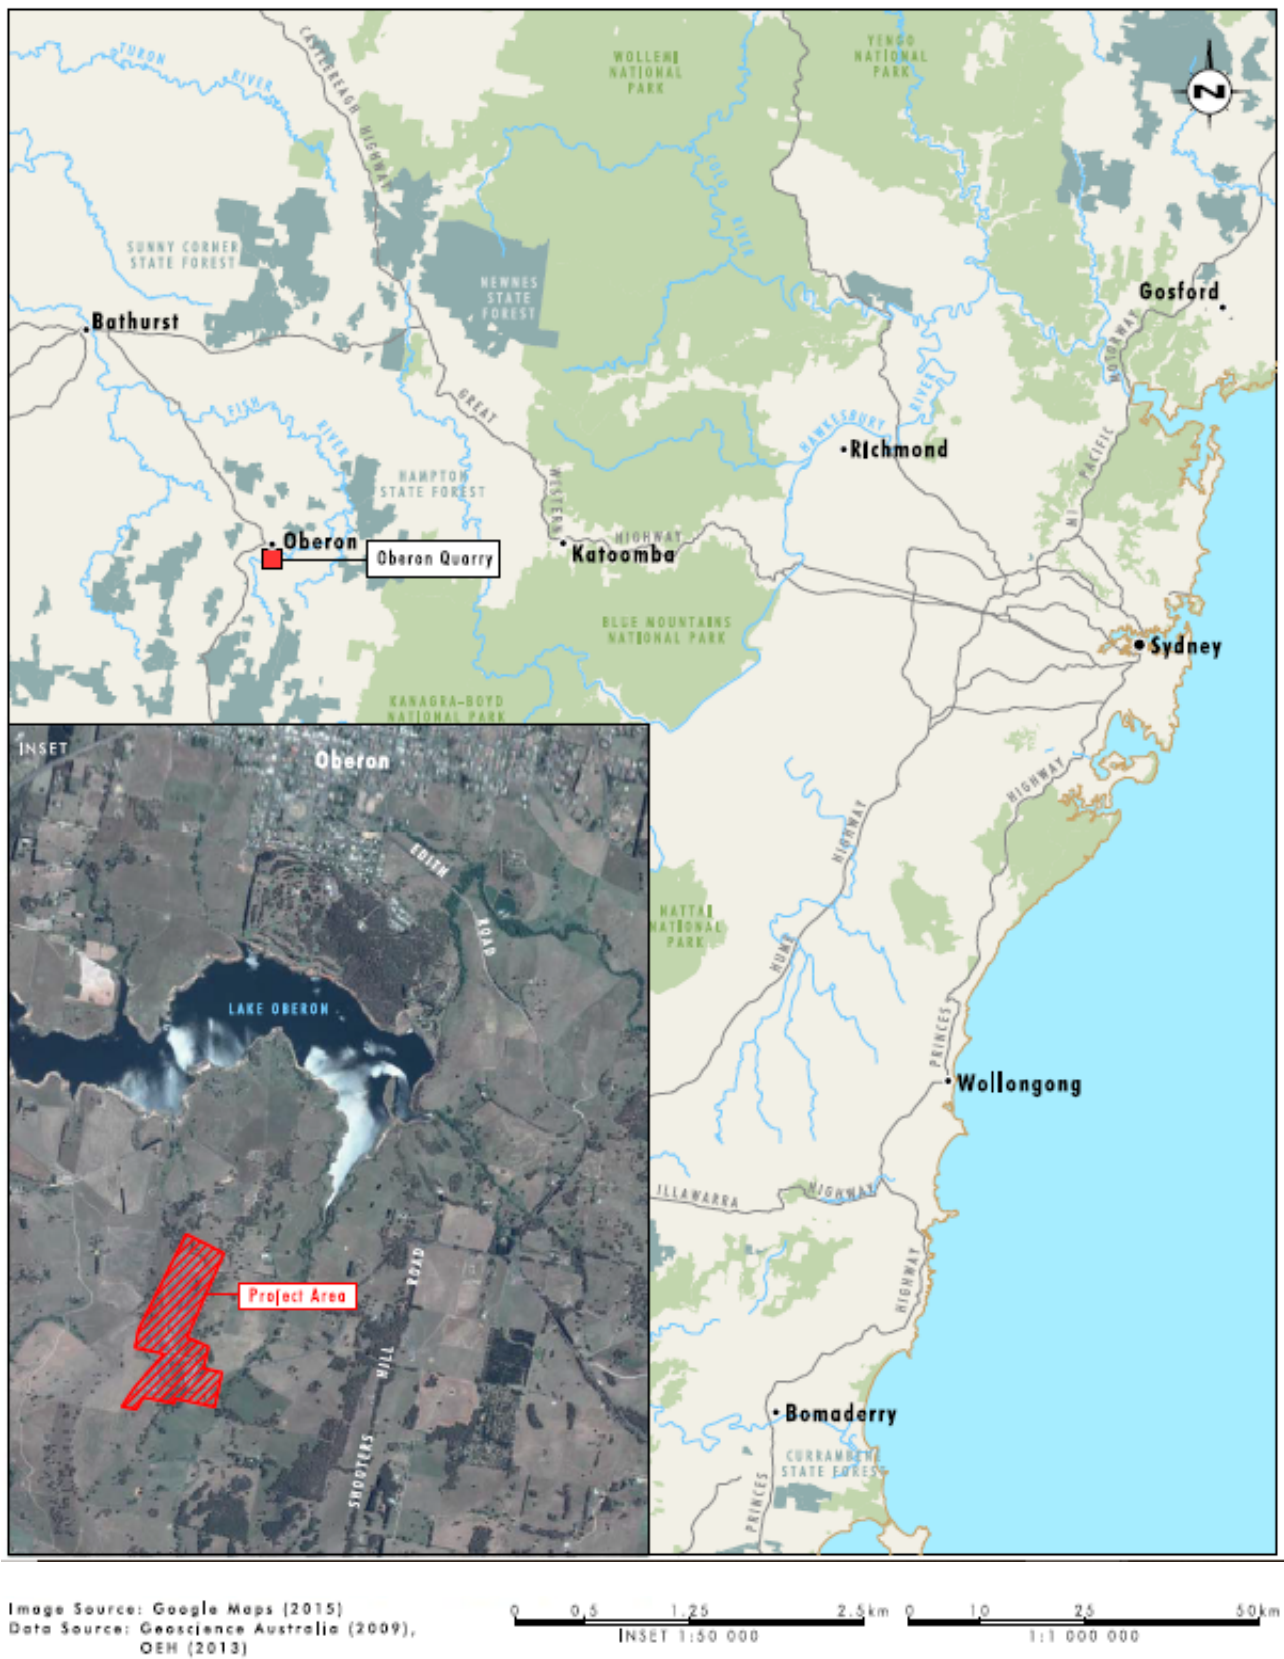 TURON
RIVER
CASTLEREAGH HIGHWAY
WOLLEMI
NATIONAL
PARK
YENGO
NATIONAL
PARK
N
COLO
RIVER
SUNNY CORNER
STATE FOREST
NEWNES
STATE
FOREST
Gosford
Bathurst
MOTORWAY
GREAT
FISH
RIVER
RIVER
HAWKESBURY
Richmond
PACIFIC
M1
HAMPTON
STATE FOREST
WESTERN
HIGHWAY
Oberon
Oberon Quarry
Katoomba
BLUE MOUNTAINS
NATIONAL PARK
Sydney
KANAGRA-BOYD
NATIONAL PARK
INSET
Oberon
HIGHWAY
HIGHWAY
EDITH
ROAD
NATTAI
NATIONAL
PARK
HUME
LAKE OBERON
PRINCES
Wollongong
ILLAWARRA
HIGHWAY
ROAD
HIGHWAY
Project Area
HILL
Bomaderry
SHOOTERS
CURRAMBENE
STATE FOREST
PRINCES
Image Source: Google Maps (2015)
Data Source: Geoscience Australia (2009),
OEH (2013)
0 0.5 1.25 2.5km
INSET 1:50 000
0 10 25 50km
1:1 000 000